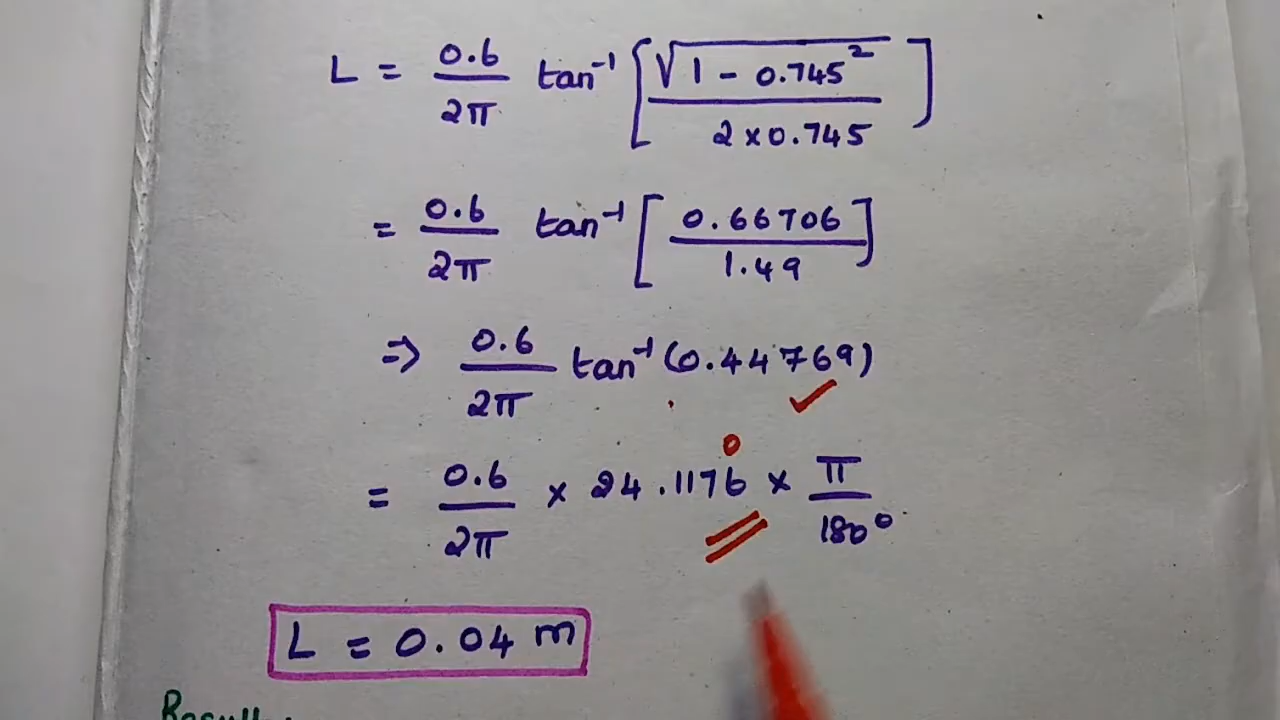 L = 0.6/2π tan⁻¹ [√(1 - 0.745²) / 2 × 0.745]
= 0.6/2π tan⁻¹ [0.66706 / 1.49]
⇒ 0.6/2π tan⁻¹ (0.44769)
= 0.6/2π × 24.1176° × π/180°
L = 0.04 m